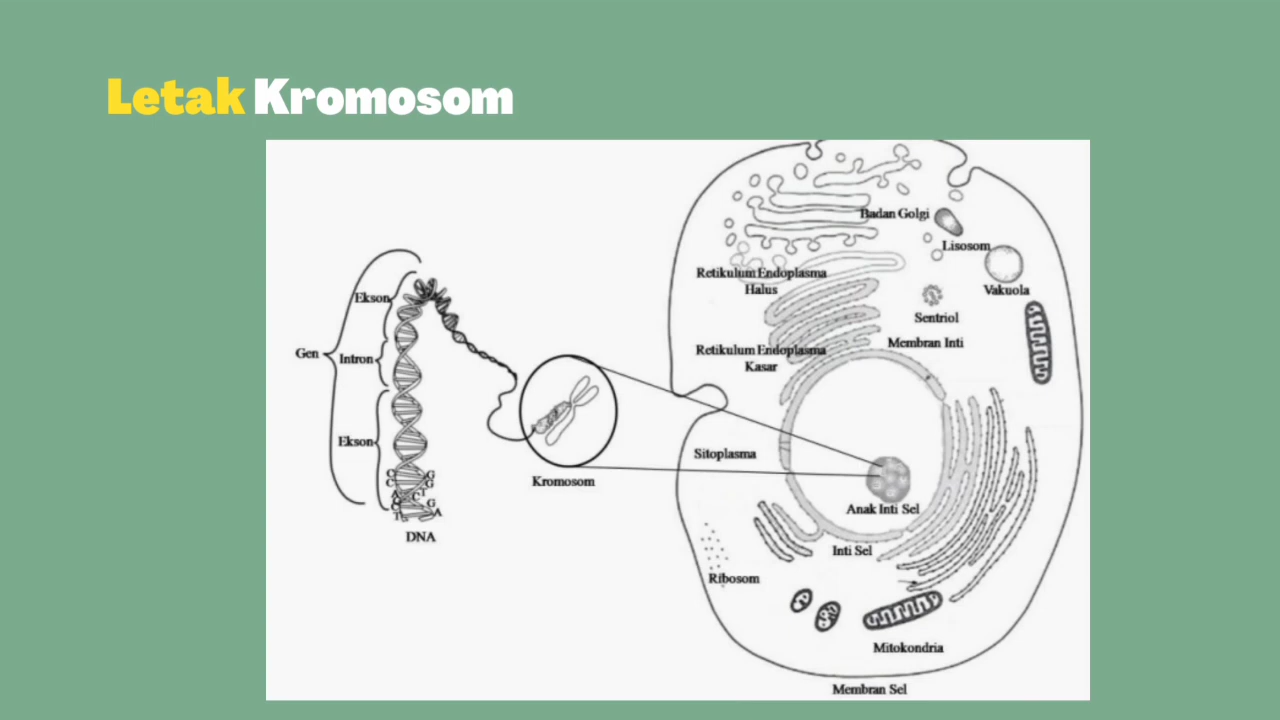 Letak Kromosom
Badan Golgi
Lisosom
Retikulum Endoplasma
Halus
Vakuola
Ekson
Sentriol
Membran Inti
Retikulum Endoplasma
Kasar
Gen
Intron
Ekson
Sitoplasma
Kromosom
C
G
C
G
A
C
T
G
A
T
Anak Inti Sel
DNA
Inti Sel
Ribosom
Mitokondria
Membran Sel